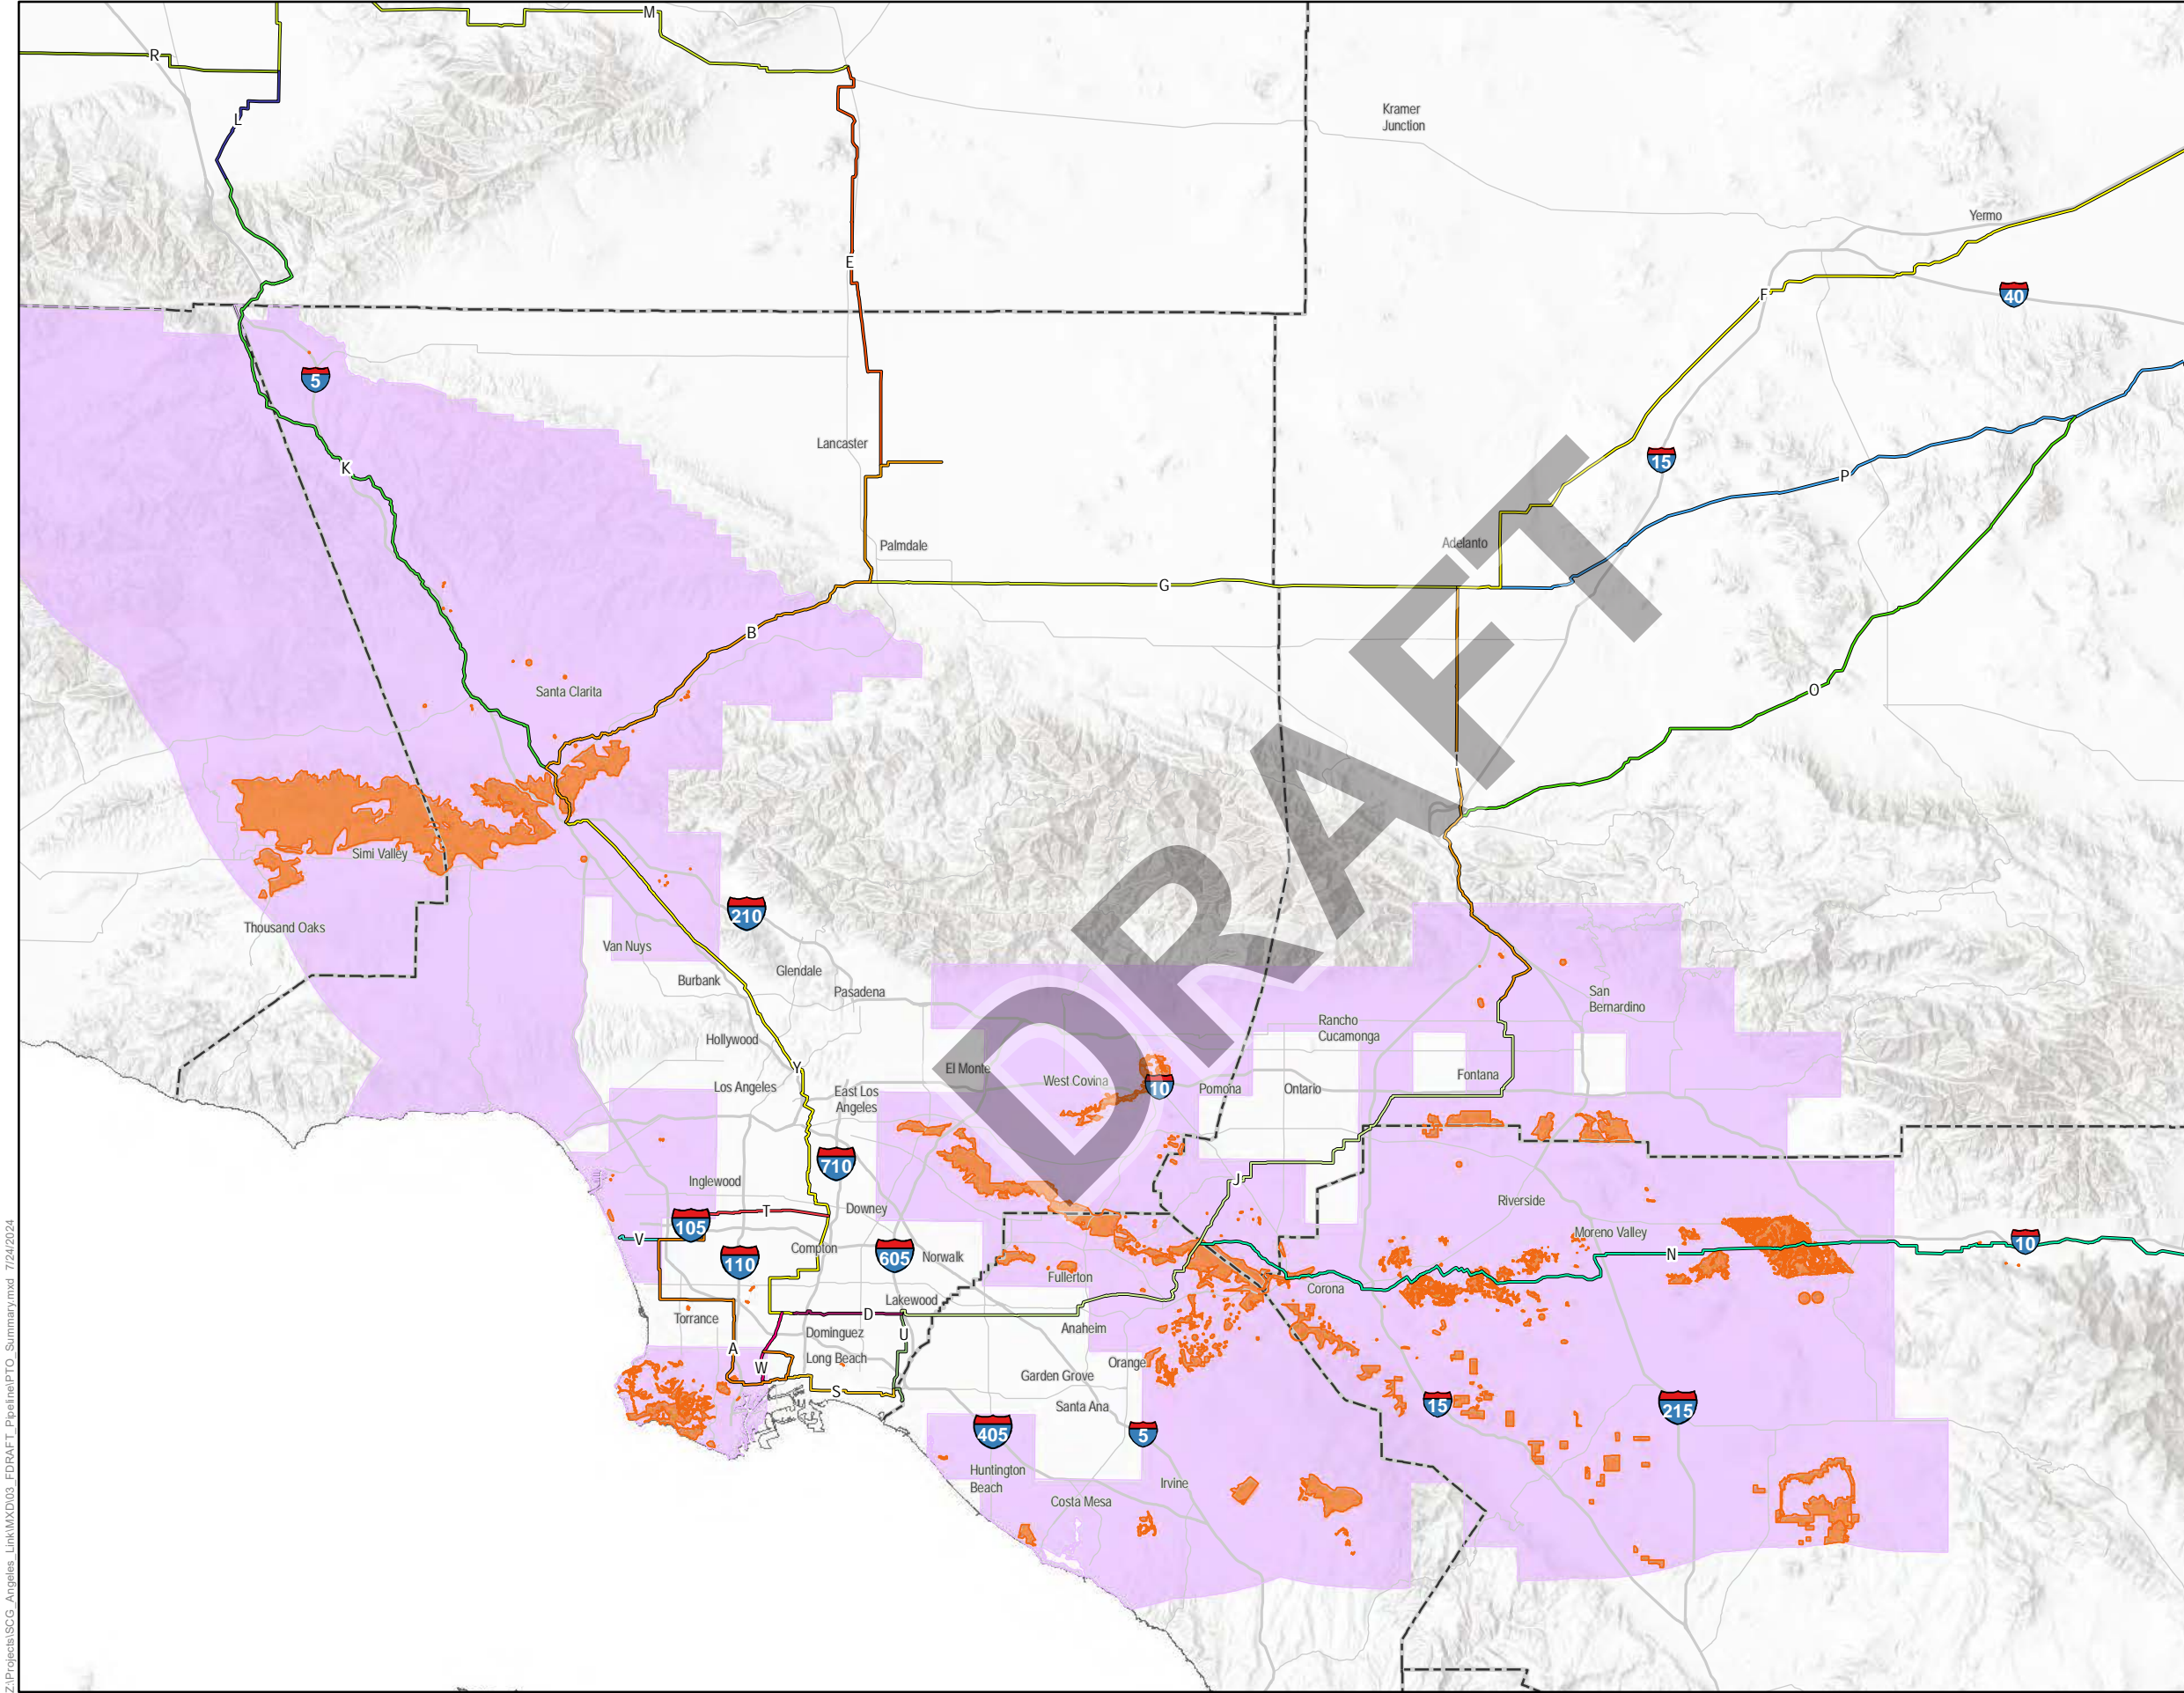 M
R
Kramer
Junction
L
Yermo
E
F
40
5
Lancaster
15
K
P
Palmdale
Adelanto
G
B
Santa Clarita
O
I
Simi Valley
210
Thousand Oaks
Van Nuys
Glendale
Burbank
Pasadena
San
Bernardino
Rancho
Cucamonga
Hollywood
Y
El Monte
West Covina
10
Pomona
Ontario
Fontana
Los Angeles
East Los
Angeles
DRAFT
710
Inglewood
J
Riverside
T
Downey
105
Moreno Valley
V
110
Compton
605
Norwalk
N
10
Fullerton
Corona
Lakewood
Torrance
D
Anaheim
Dominguez
U
A
Long Beach
Orange
W
Garden Grove
S
Santa Ana
15
215
405
5
Huntington
Beach
Irvine
Costa Mesa
Z:\Projects\SCG_Angeles_Link\MXD\03_FDRAFT_Pipeline\PTO_Summary.mxd 7/24/2024